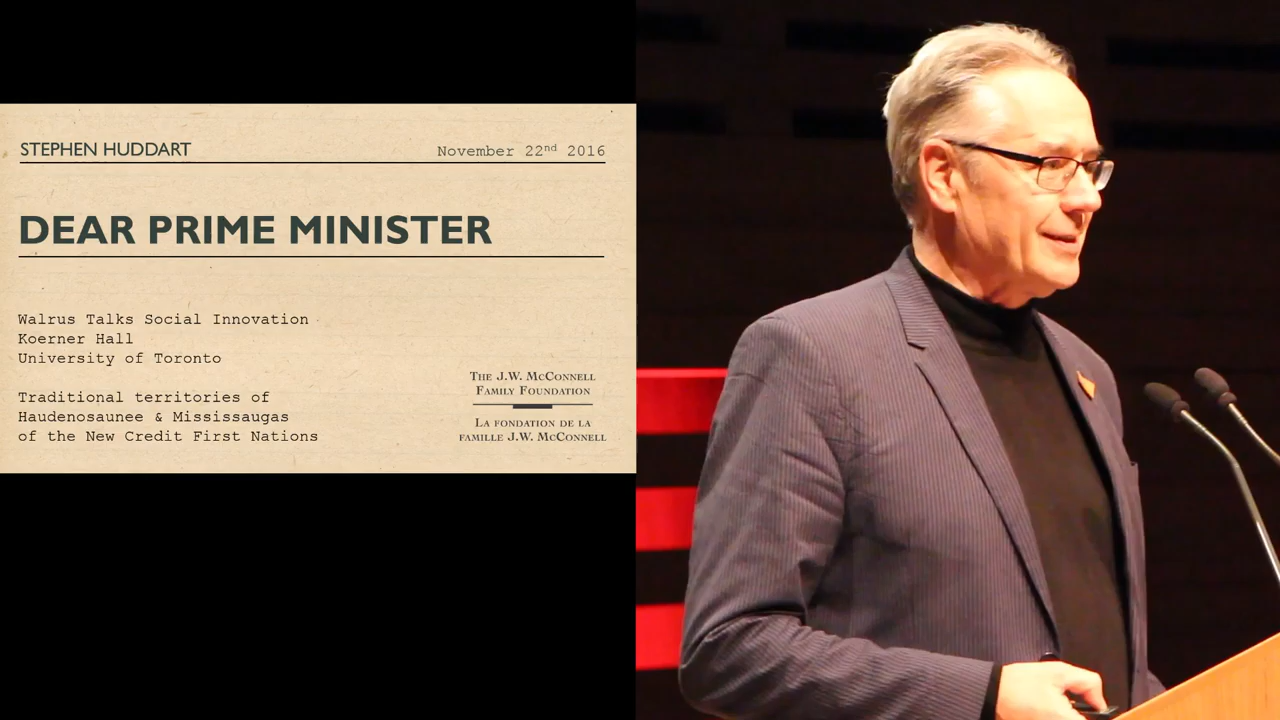 STEPHEN HUDDART
November 22nd 2016
DEAR PRIME MINISTER
Walrus Talks Social Innovation
Koerner Hall
University of Toronto
Traditional territories of
Haudenosaunee & Mississaugas
of the New Credit First Nations
THE J.W. MCCONNELL
FAMILY FOUNDATION
LA FONDATION DE LA
FAMILLE J.W. MCCONNELL